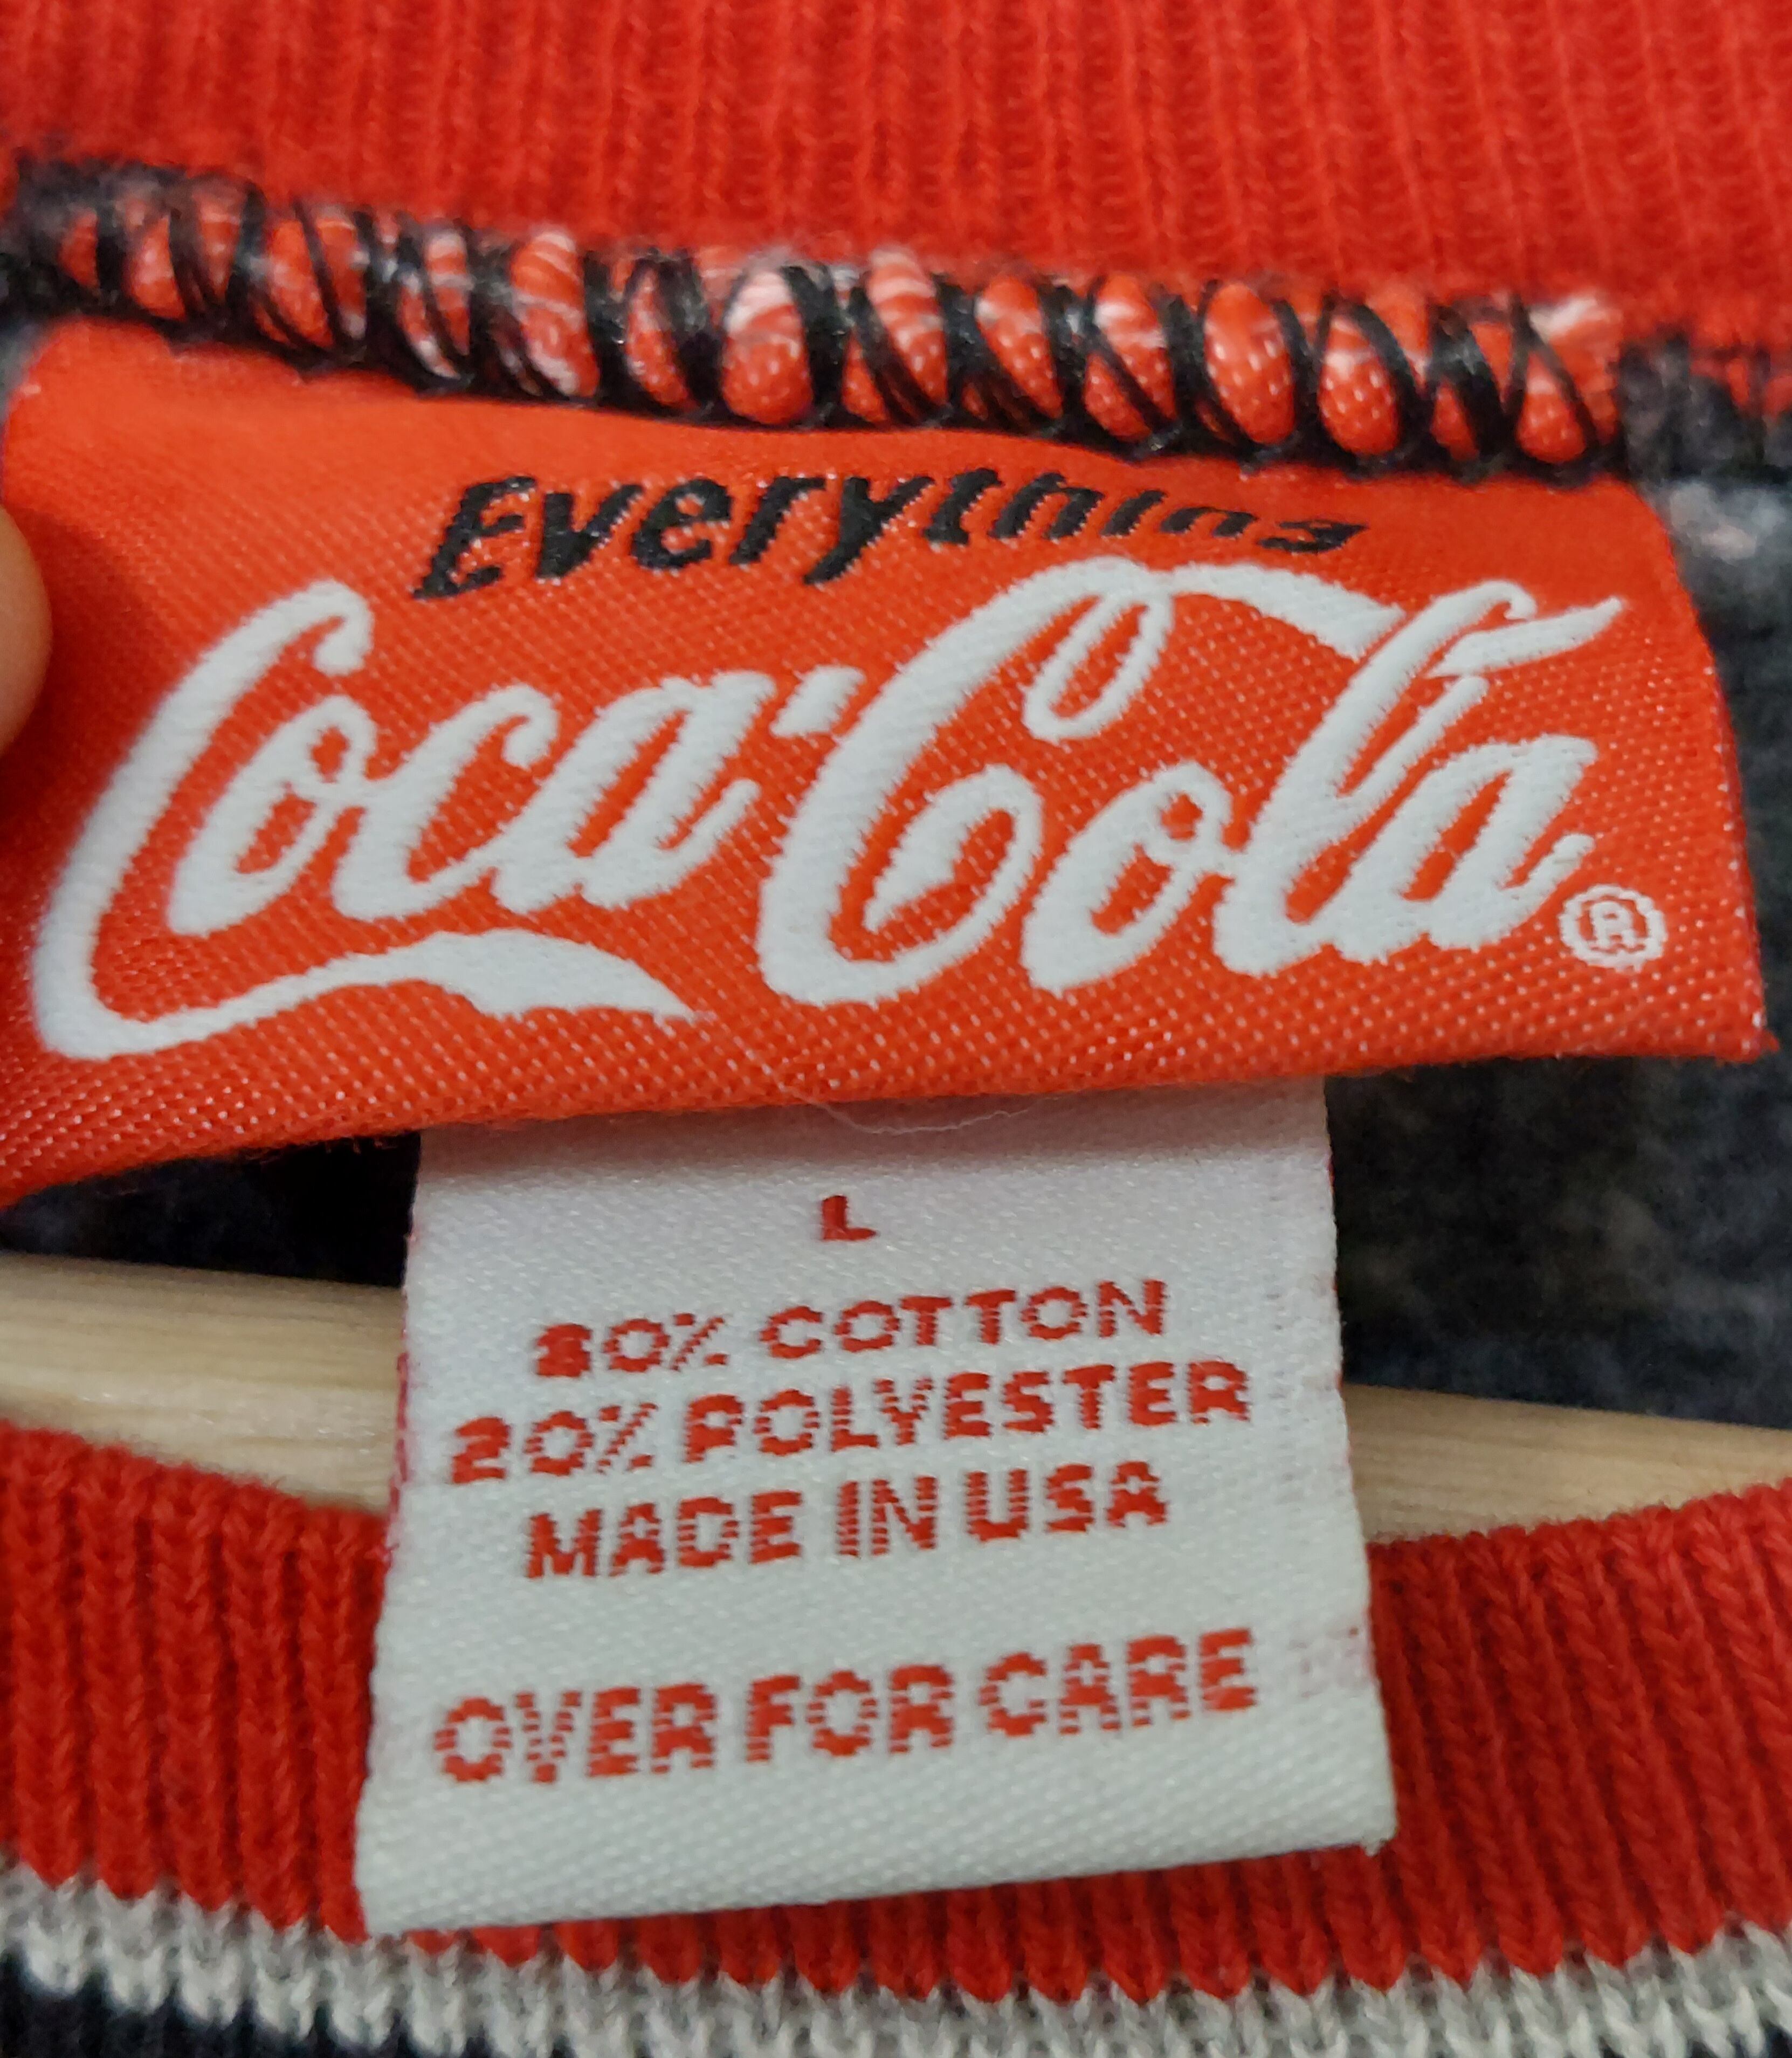 Everything
Coca-Cola®
L
80% COTTON
20% POLYESTER
MADE IN USA
OVER FOR CARE